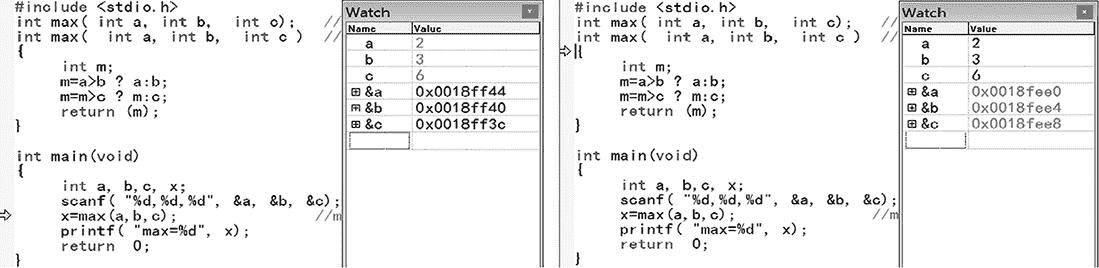 #include <stdio.h>
int max( int a, int b,   int c);   //
int max(  int a, int b,   int c )  //
{
int m;
m=a>b ? a:b;
m=m>c ? m:c;
return (m);
}
int main(void)
{
int a, b,c, x;
scanf( "%d,%d,%d", &a, &b, &c);
x=max(a,b,c);                //m
printf( "max=%d", x);
return  0;
}
Watch
Name Value
a 2
b 3
c 6
&a 0x0018ff44
&b 0x0018ff40
&c 0x0018ff3c
#include <stdio.h>
int max( int a, int b,   int c);   //
int max(  int a, int b,   int c )  //
{
int m;
m=a>b ? a:b;
m=m>c ? m:c;
return (m);
}
int main(void)
{
int a, b,c, x;
scanf( "%d,%d,%d", &a, &b, &c);
x=max(a,b,c);                //m
printf( "max=%d", x);
return  0;
}
Watch
Name Value
a 2
b 3
c 6
&a 0x0018fee0
&b 0x0018fee4
&c 0x0018fee8